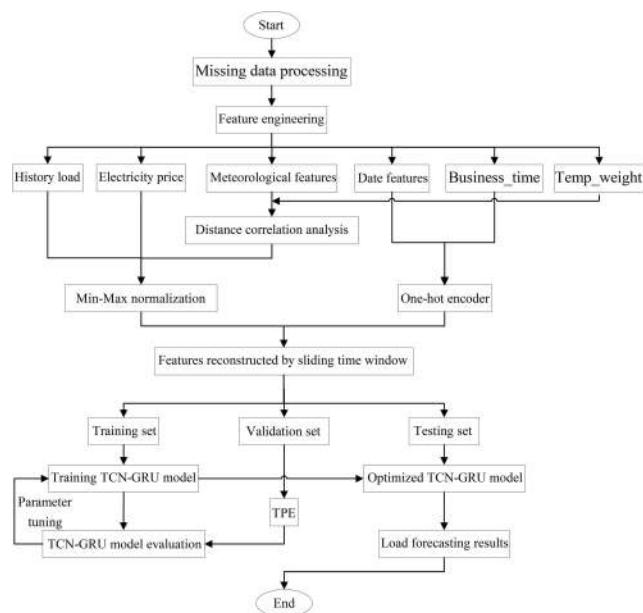 Start
Missing data processing
Feature engineering
History load
Electricity price
Meteorological features
Date features
Business_time
Temp_weight
Distance correlation analysis
Min-Max normalization
One-hot encoder
Features reconstructed by sliding time window
Training set
Validation set
Testing set
Training TCN-GRU model
Optimized TCN-GRU model
Parameter
tuning
TPE
TCN-GRU model evaluation
Load forecasting results
End